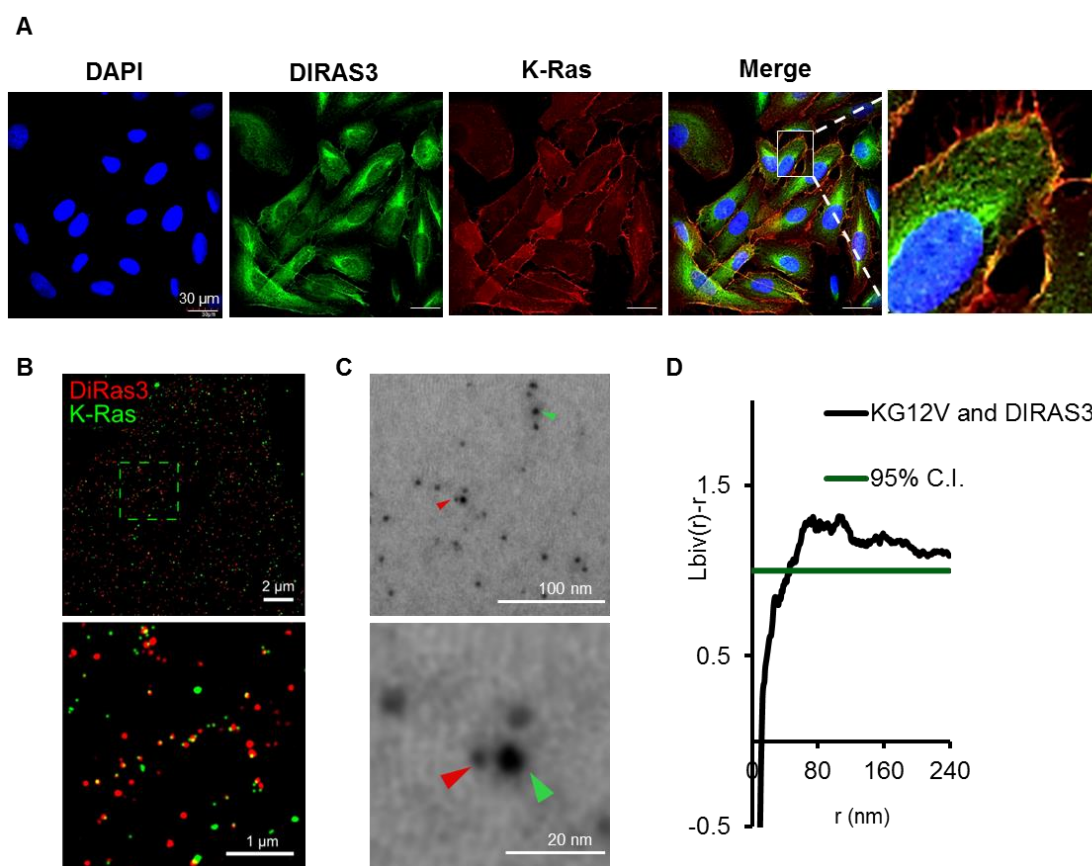 A
DAPI
DIRAS3
K-Ras
Merge
30 µm
B
C
D
DiRas3
K-Ras
2 µm
1 µm
100 nm
20 nm
KG12V and DIRAS3
95% C.I.
Lbiv(r)-r
1.5
0.5
-0.5
0
80
160
240
r (nm)